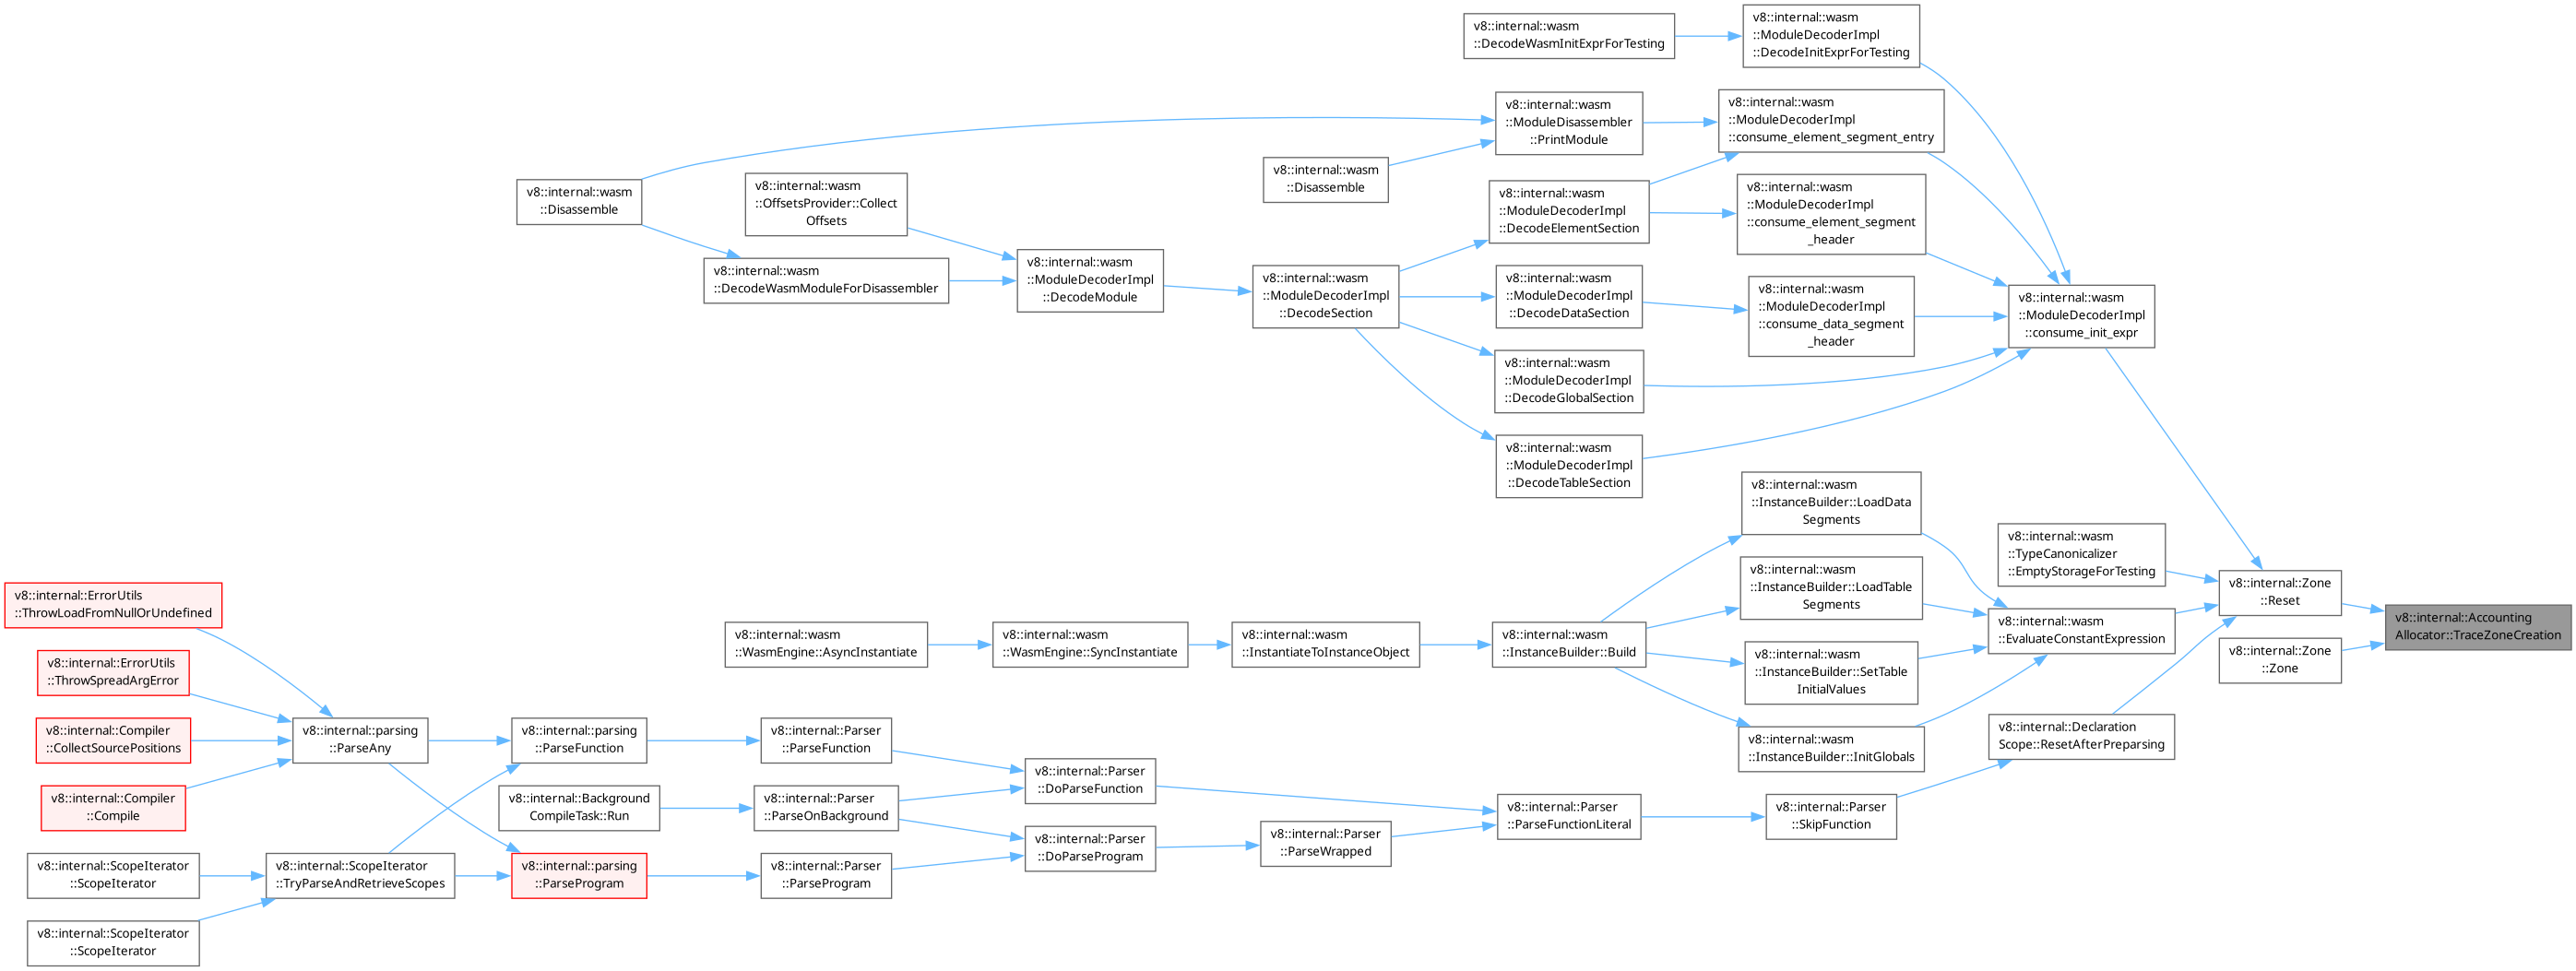 v8::internal::wasm
::DecodeWasmInitExprForTesting
v8::internal::wasm
::ModuleDecoderImpl
::DecodeInitExprForTesting
v8::internal::wasm
::ModuleDisassembler
::PrintModule
v8::internal::wasm
::ModuleDecoderImpl
::consume_element_segment_entry
v8::internal::wasm
::Disassemble
v8::internal::wasm
::Disassemble
v8::internal::wasm
::OffsetsProvider::Collect
Offsets
v8::internal::wasm
::ModuleDecoderImpl
::DecodeElementSection
v8::internal::wasm
::ModuleDecoderImpl
::consume_element_segment
_header
v8::internal::wasm
::DecodeWasmModuleForDisassembler
v8::internal::wasm
::ModuleDecoderImpl
::DecodeModule
v8::internal::wasm
::ModuleDecoderImpl
::DecodeSection
v8::internal::wasm
::ModuleDecoderImpl
::DecodeDataSection
v8::internal::wasm
::ModuleDecoderImpl
::consume_data_segment
_header
v8::internal::wasm
::ModuleDecoderImpl
::consume_init_expr
v8::internal::wasm
::ModuleDecoderImpl
::DecodeGlobalSection
v8::internal::wasm
::ModuleDecoderImpl
::DecodeTableSection
v8::internal::wasm
::InstanceBuilder::LoadData
Segments
v8::internal::wasm
::TypeCanonicalizer
::EmptyStorageForTesting
v8::internal::wasm
::InstanceBuilder::LoadTable
Segments
v8::internal::Zone
::Reset
v8::internal::Accounting
Allocator::TraceZoneCreation
v8::internal::ErrorUtils
::ThrowLoadFromNullOrUndefined
v8::internal::wasm
::WasmEngine::AsyncInstantiate
v8::internal::wasm
::WasmEngine::SyncInstantiate
v8::internal::wasm
::InstantiateToInstanceObject
v8::internal::wasm
::InstanceBuilder::Build
v8::internal::wasm
::EvaluateConstantExpression
v8::internal::Zone
::Zone
v8::internal::wasm
::InstanceBuilder::SetTable
InitialValues
v8::internal::ErrorUtils
::ThrowSpreadArgError
v8::internal::Compiler
::CollectSourcePositions
v8::internal::parsing
::ParseAny
v8::internal::parsing
::ParseFunction
v8::internal::Parser
::ParseFunction
v8::internal::wasm
::InstanceBuilder::InitGlobals
v8::internal::Declaration
Scope::ResetAfterPreparsing
v8::internal::Compiler
::Compile
v8::internal::Background
CompileTask::Run
v8::internal::Parser
::ParseOnBackground
v8::internal::Parser
::DoParseFunction
v8::internal::Parser
::ParseFunctionLiteral
v8::internal::Parser
::SkipFunction
v8::internal::Parser
::DoParseProgram
v8::internal::Parser
::ParseWrapped
v8::internal::ScopeIterator
::ScopeIterator
v8::internal::ScopeIterator
::TryParseAndRetrieveScopes
v8::internal::parsing
::ParseProgram
v8::internal::Parser
::ParseProgram
v8::internal::ScopeIterator
::ScopeIterator